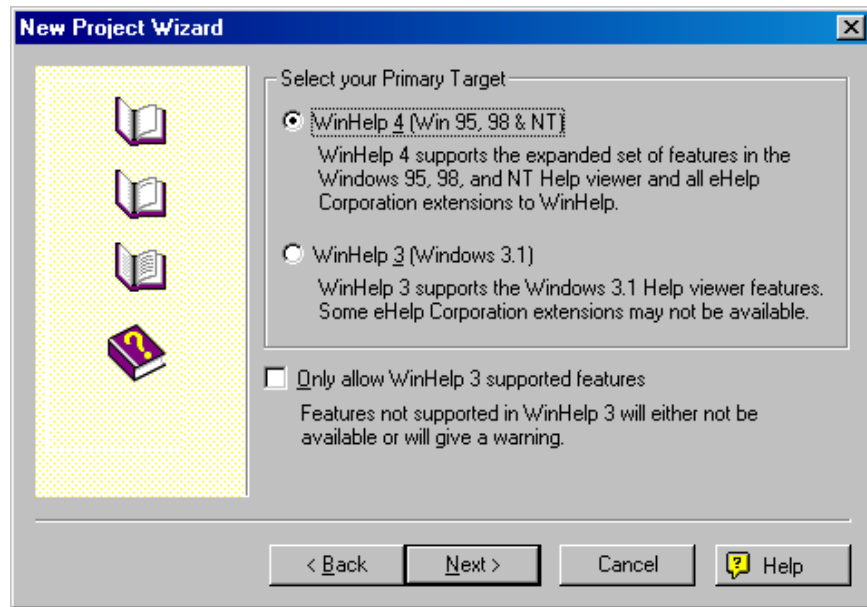 New Project Wizard
Select your Primary Target
WinHelp 4 (Win 95, 98 & NT)
WinHelp 4 supports the expanded set of features in the
Windows 95, 98, and NT Help viewer and all eHelp
Corporation extensions to WinHelp.
WinHelp 3 (Windows 3.1)
WinHelp 3 supports the Windows 3.1 Help viewer features.
Some eHelp Corporation extensions may not be available.
Only allow WinHelp 3 supported features
Features not supported in WinHelp 3 will either not be
available or will give a warning.
< Back Next > Cancel Help